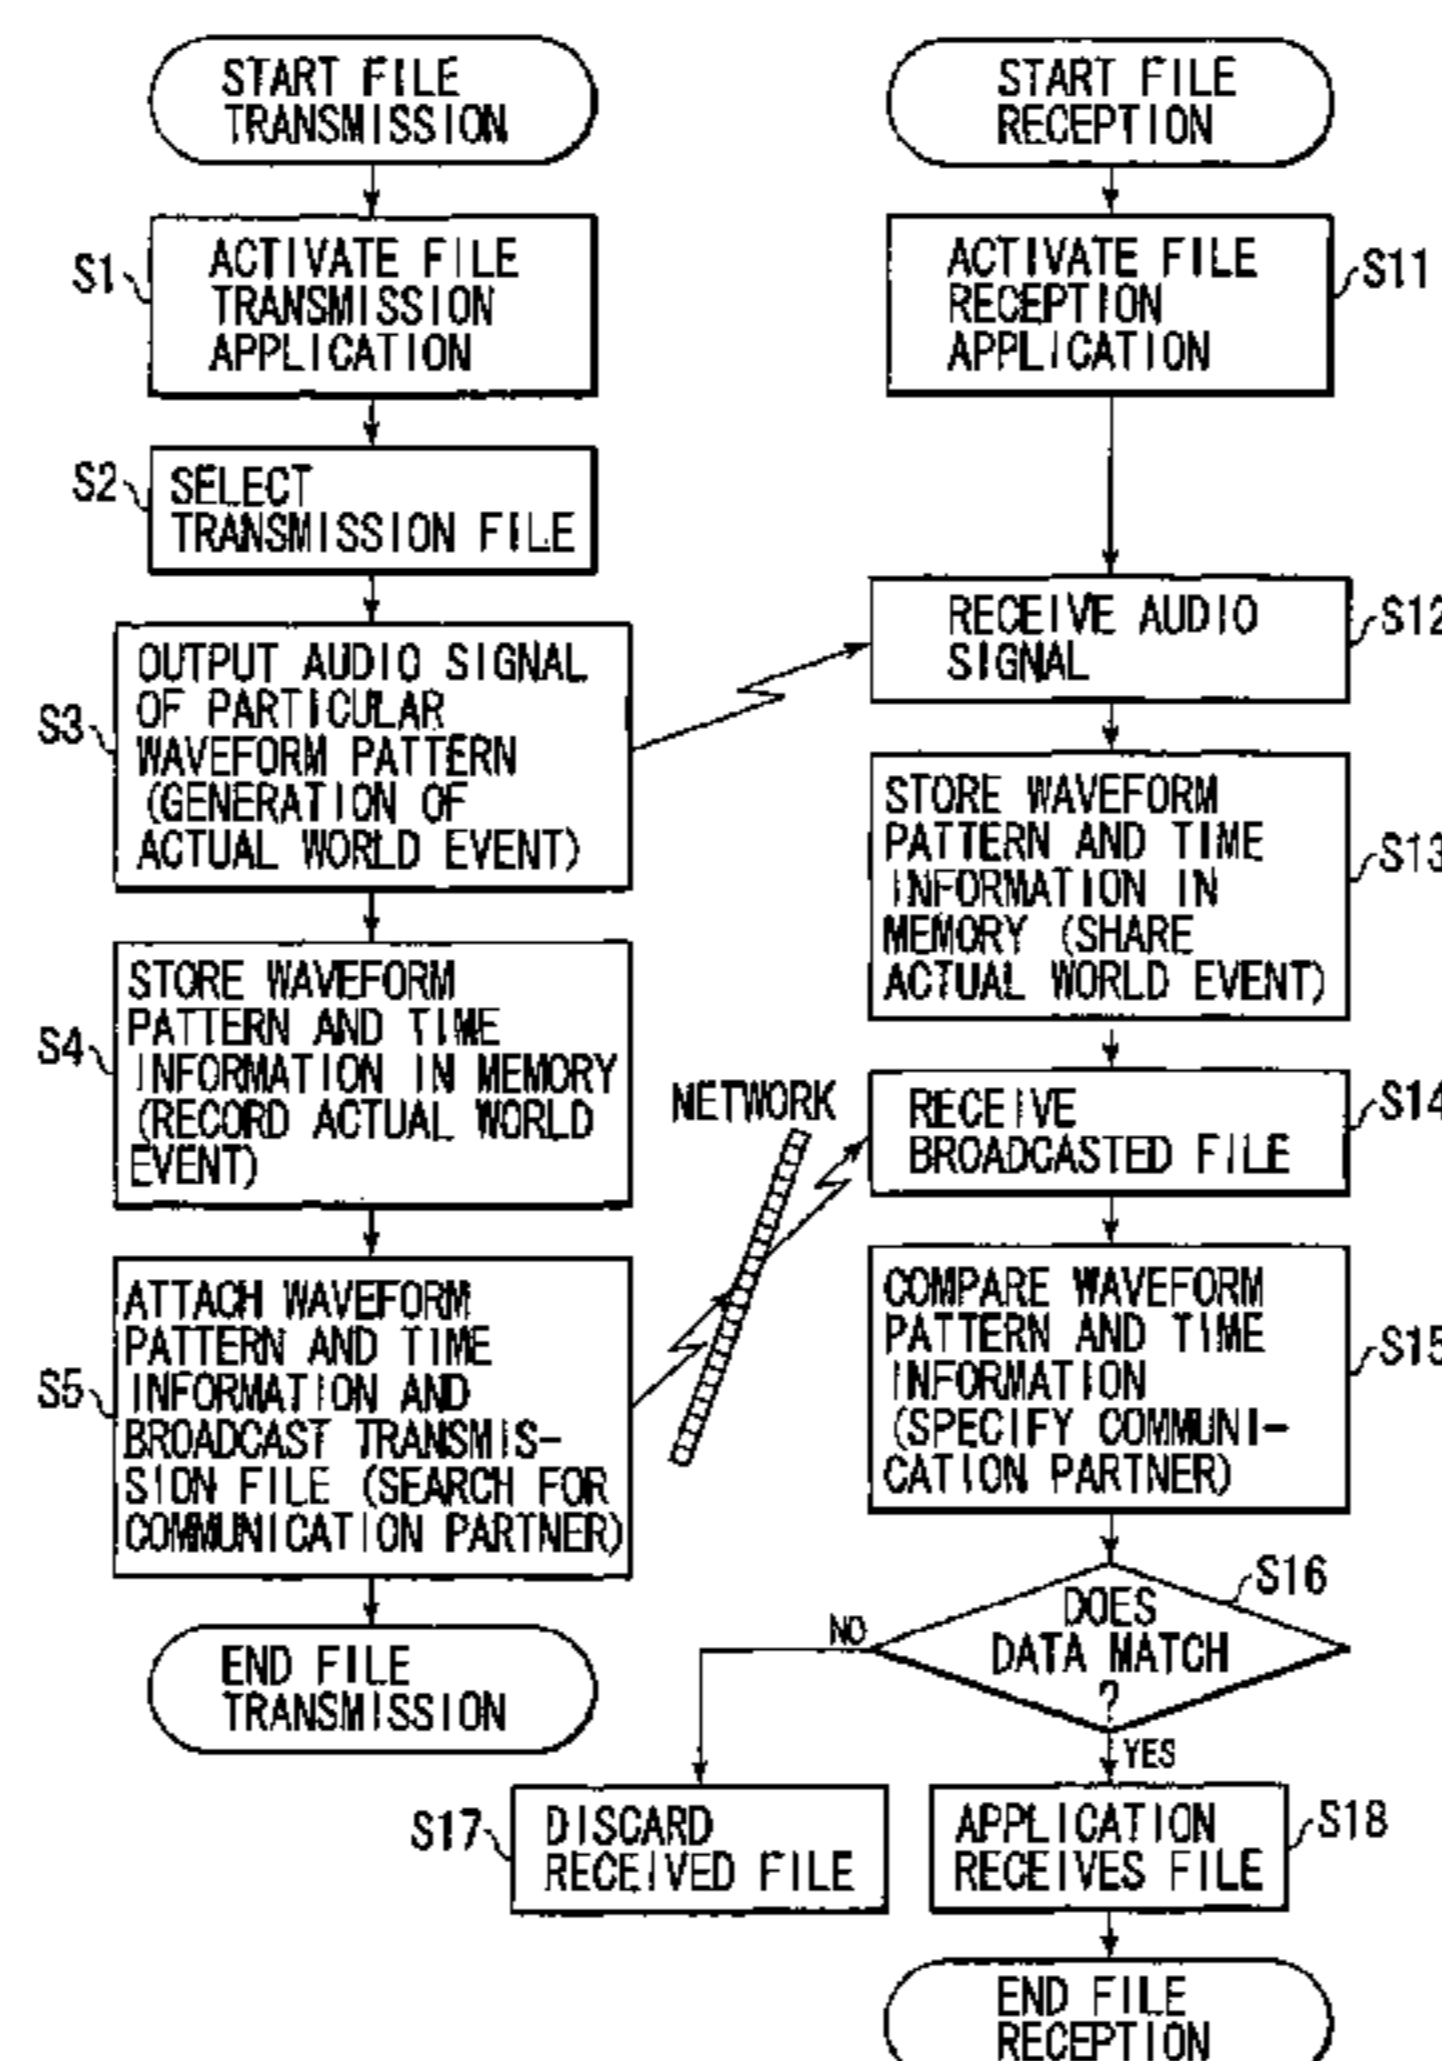 START FILE
TRANSMISSION
S1
ACTIVATE FILE
TRANSMISSION
APPLICATION
S2
SELECT
TRANSMISSION FILE
S3
OUTPUT AUDIO SIGNAL
OF PARTICULAR
WAVEFORM PATTERN
(GENERATION OF
ACTUAL WORLD EVENT)
S4
STORE WAVEFORM
PATTERN AND TIME
INFORMATION IN MEMORY
(RECORD ACTUAL WORLD
EVENT)
S5
ATTACH WAVEFORM
PATTERN AND TIME
INFORMATION AND
BROADCAST TRANSMIS-
SION FILE (SEARCH FOR
COMMUNICATION PARTNER)
END FILE
TRANSMISSION
NETWORK
START FILE
RECEPTION
ACTIVATE FILE
RECEPTION
APPLICATION
S11
RECEIVE AUDIO
SIGNAL
S12
STORE WAVEFORM
PATTERN AND TIME
INFORMATION IN
MEMORY (SHARE
ACTUAL WORLD EVENT)
S13
RECEIVE
BROADCASTED FILE
S14
COMPARE WAVEFORM
PATTERN AND TIME
INFORMATION
(SPECIFY COMMUNI-
CATION PARTNER)
S15
DOES
DATA MATCH
?
S16
NO
YES
S17
DISCARD
RECEIVED FILE
APPLICATION
RECEIVES FILE
S18
END FILE
RECEPTION